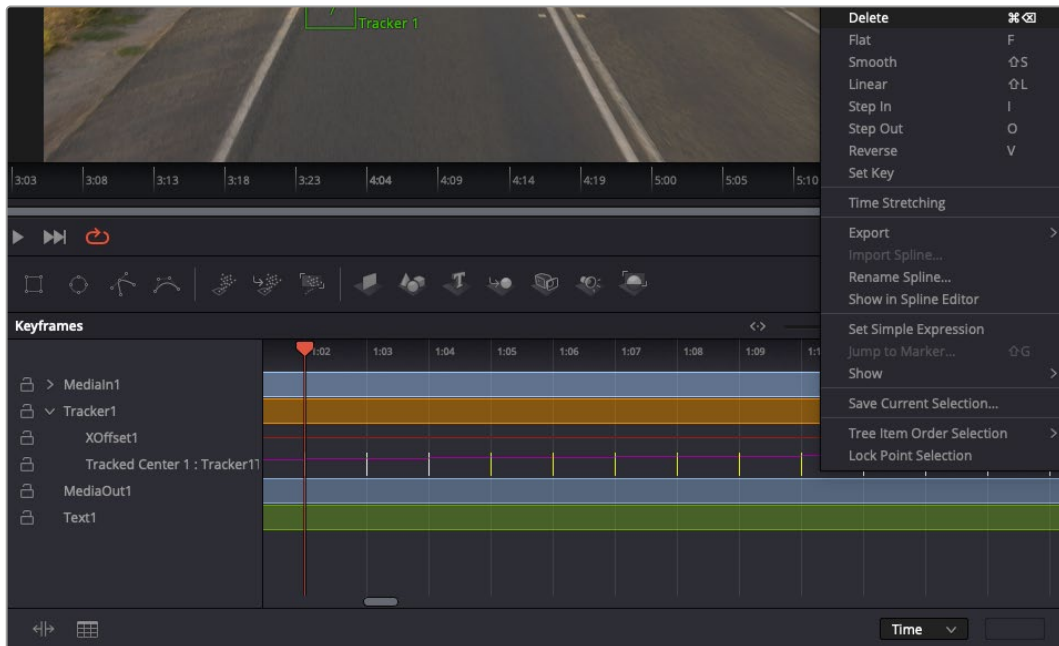 Tracker 1
Delete ⌘⌫
Flat F
Smooth ⇧S
Linear ⇧L
Step In I
Step Out O
Reverse V
Set Key
Time Stretching
Export >
Import Spline...
Rename Spline...
Show in Spline Editor
Set Simple Expression
Jump to Marker... ⇧G
Show >
Save Current Selection...
Tree Item Order Selection >
Lock Point Selection
3:03 3:08 3:13 3:18 3:23 4:04 4:09 4:14 4:19 5:00 5:05 5:10
Keyframes
1:02 1:03 1:04 1:05 1:06 1:07 1:08 1:09
MediaIn1
Tracker1
XOffset1
Tracked Center 1 : Tracker1
MediaOut1
Text1
Time